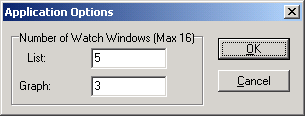 Application Options
Number of Watch Windows (Max 16)
List: 5
Graph: 3
OK
Cancel